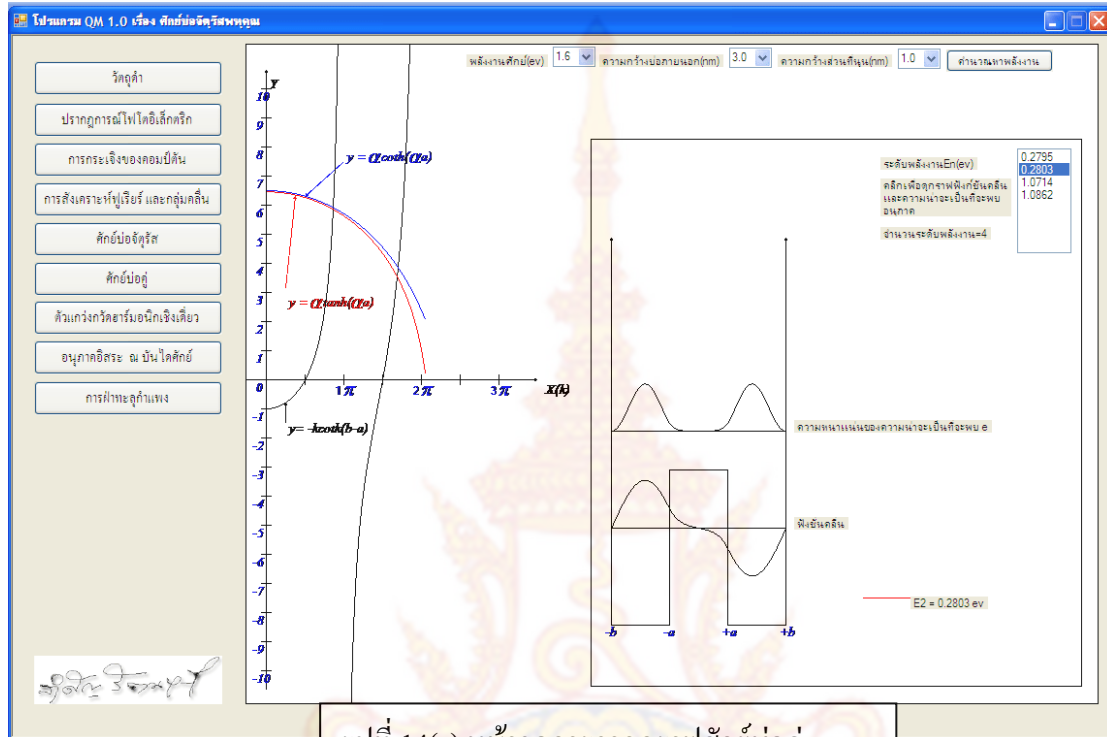 โปรแกรม QM 1.0 เรื่อง ศักย์บ่อจัตุรัสพหุคูณ
วัตถุดำ
ปรากฏการณ์โฟโตอิเล็กตริก
การกระเจิงของคอมป์ตัน
การสังเคราะห์ฟูเรียร์ และกลุ่มคลื่น
ศักย์บ่อจัตุรัส
ศักย์บ่อคู่
ตัวแกว่งกวัดฮาร์มอนิกเชิงเดี่ยว
อนุภาคอิสระ ณ บันไดศักย์
การฝ่าทะลุกำแพง
พลังงานศักย์(ev) 1.6 ความกว้างบ่อภายนอก(nm) 3.0 ความกว้างส่วนที่นูน(nm) 1.0 คำนวณหาพลังงาน
Y
10
9
8
7
6
5
4
3
2
1
0
-1
-2
-3
-4
-5
-6
-7
-8
-9
-10
y = αcoth(αa)
y = αtanh(αa)
1π 2π 3π X(k)
y= -kcotk(b-a)
ระดับพลังงานEn(ev)
0.2795
0.2803
1.0714
1.0862
คลิกเพื่อดูกราฟฟังก์ชันคลื่น
และความน่าจะเป็นที่จะพบ
อนุภาค
จำนวนระดับพลังงาน=4
ความหนาแน่นของความน่าจะเป็นที่จะพบ e
ฟังชันคลื่น
E2 = 0.2803 ev
-b -a +a +b